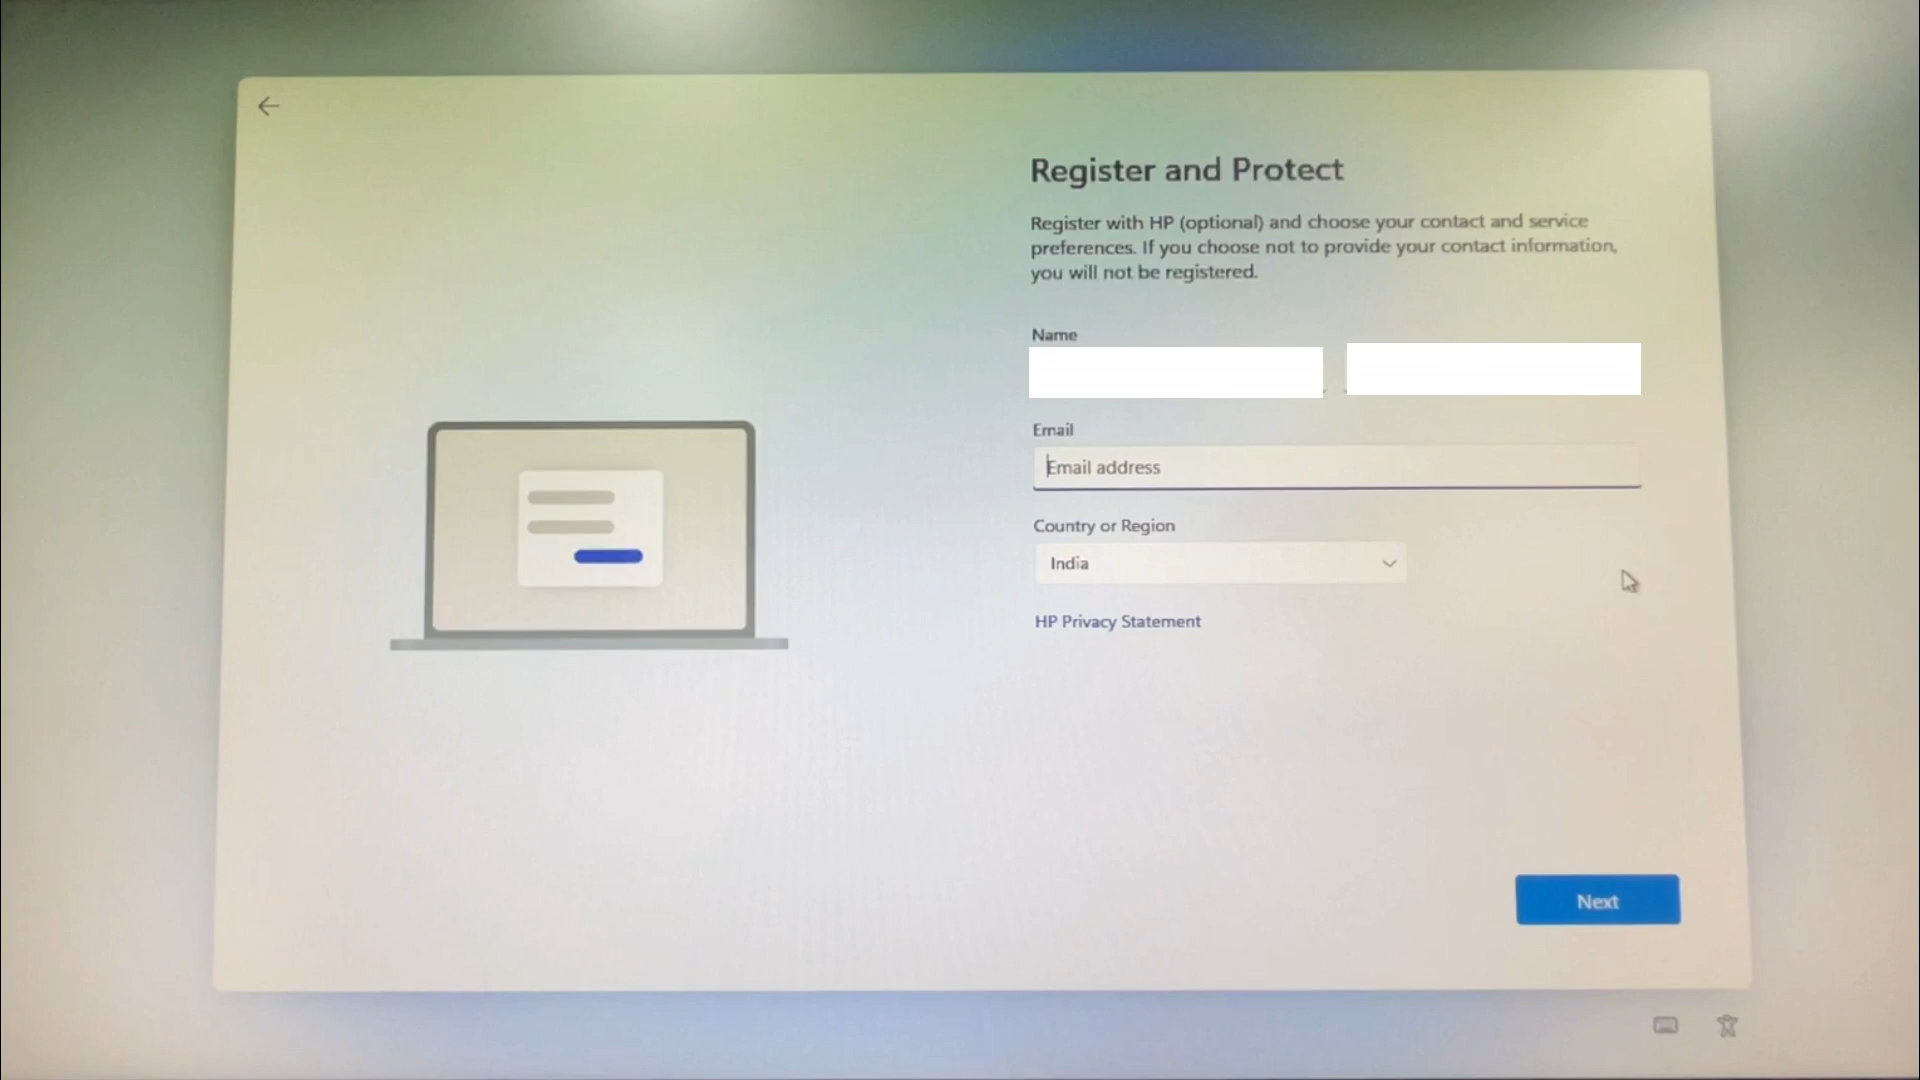 Register and Protect
Register with HP (optional) and choose your contact and service
preferences. If you choose not to provide your contact information,
you will not be registered.
Name
Email
Email address
Country or Region
India
HP Privacy Statement
Next